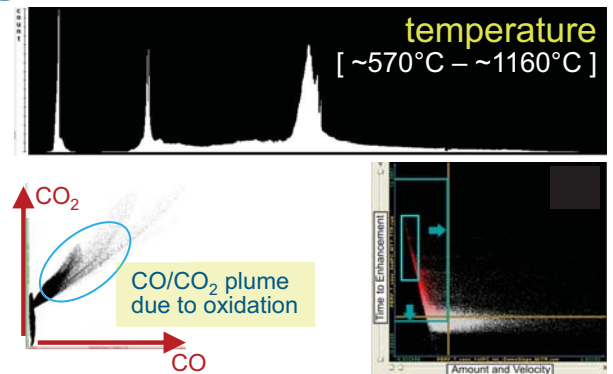 count
temperature
[ ~570°C – ~1160°C ]
CO₂
CO/CO₂ plume
due to oxidation
CO
Time to Enhancement
Amount and Velocity